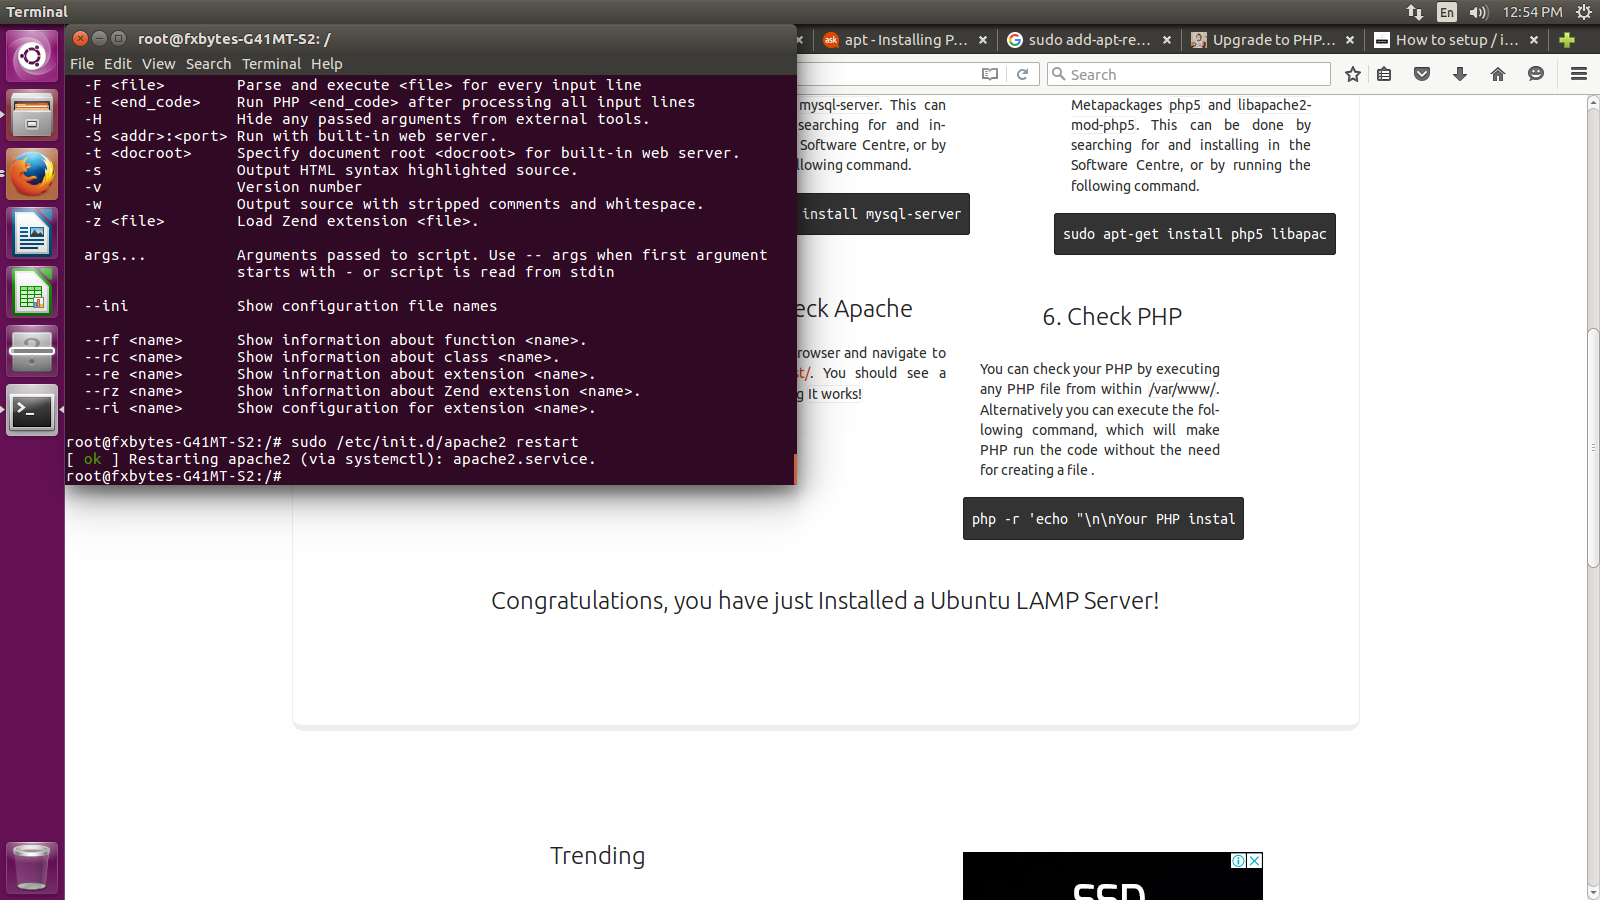 Terminal
En
12:54 PM
root@fxbytes-G41MT-S2: /
apt - Installing P...
sudo add-apt-re...
Upgrade to PHP...
How to setup / i...
File Edit View Search Terminal Help
Search
-F <file> Parse and execute <file> for every input line
-E <end_code> Run PHP <end_code> after processing all input lines
-H Hide any passed arguments from external tools.
-S <addr>:<port> Run with built-in web server.
-t <docroot> Specify document root <docroot> for built-in web server.
-s Output HTML syntax highlighted source.
-v Version number
-w Output source with stripped comments and whitespace.
-z <file> Load Zend extension <file>.
args... Arguments passed to script. Use -- args when first argument
starts with - or script is read from stdin
--ini Show configuration file names
--rf <name> Show information about function <name>.
--rc <name> Show information about class <name>.
--re <name> Show information about extension <name>.
--rz <name> Show information about Zend extension <name>.
--ri <name> Show configuration for extension <name>.
root@fxbytes-G41MT-S2:/# sudo /etc/init.d/apache2 restart
[ ok ] Restarting apache2 (via systemctl): apache2.service.
root@fxbytes-G41MT-S2:/#
mysql-server. This can
searching for and in-
Software Centre, or by
llowing command.
install mysql-server
Metapackages php5 and libapache2-
mod-php5. This can be done by
searching for and installing in the
Software Centre, or by running the
following command.
sudo apt-get install php5 libapac
eck Apache
rowser and navigate to
st/. You should see a
g It works!
6. Check PHP
You can check your PHP by executing
any PHP file from within /var/www/.
Alternatively you can execute the fol-
lowing command, which will make
PHP run the code without the need
for creating a file .
php -r 'echo "\n\nYour PHP instal
Congratulations, you have just Installed a Ubuntu LAMP Server!
Trending
SSD